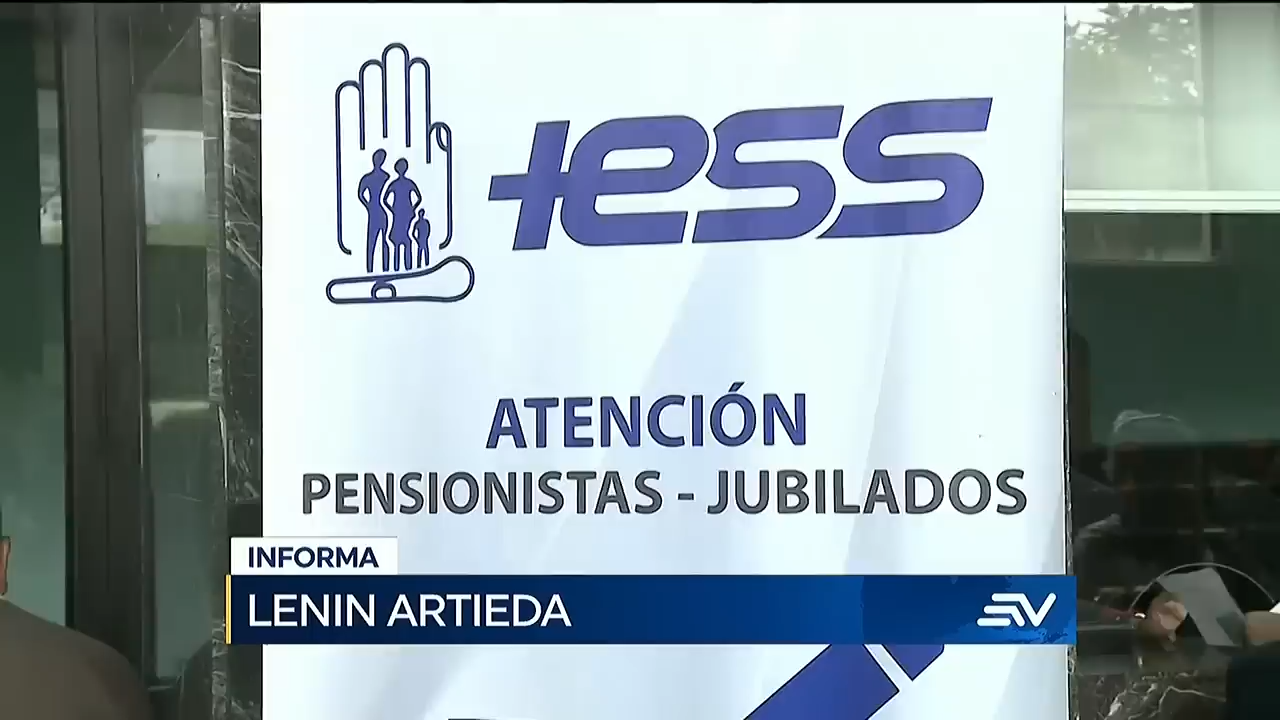 IESS
ATENCIÓN
PENSIONISTAS - JUBILADOS
INFORMA
LENIN ARTIEDA